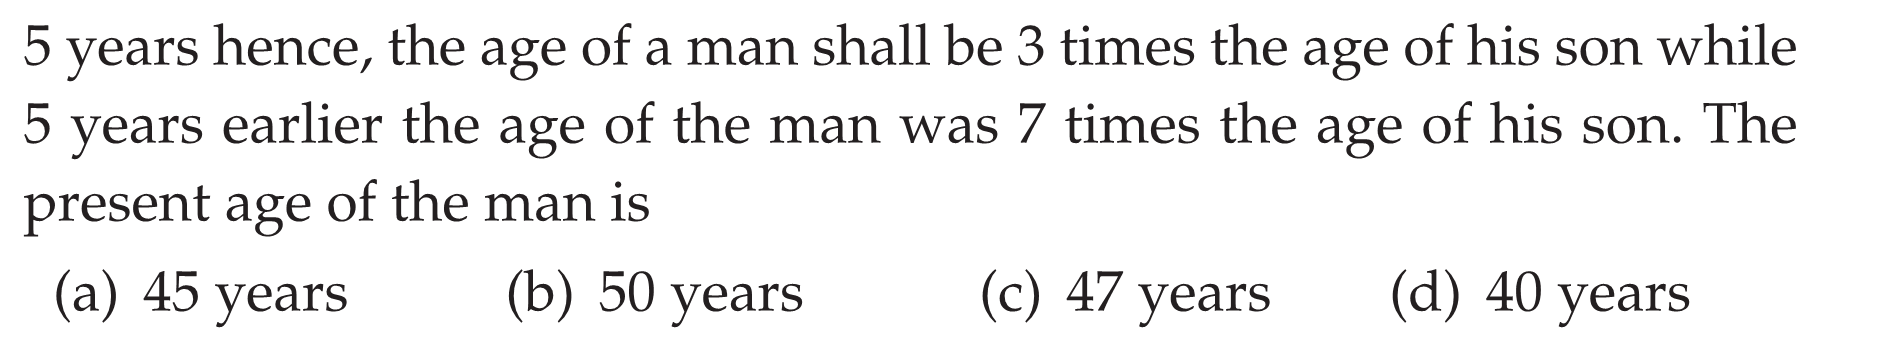 5 years hence, the age of a man shall be 3 times the age of his son while
5 years earlier the age of the man was 7 times the age of his son. The
present age of the man is
(a) 45 years (b) 50 years (c) 47 years (d) 40 years